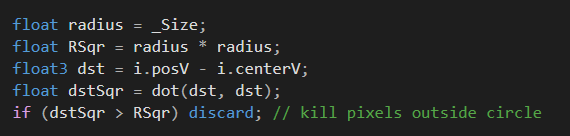 float radius = _Size;
float RSqr = radius * radius;
float3 dst = i.posV - i.centerV;
float dstSqr = dot(dst, dst);
if (dstSqr > RSqr) discard; // kill pixels outside circle